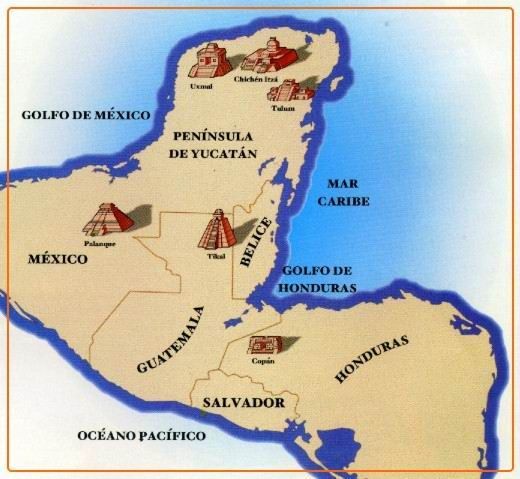 Uxmal
Chichén Itzá
Tulum
GOLFO DE MÉXICO
PENÍNSULA
DE YUCATÁN
MAR
CARIBE
Palanque
Tikal
BELICE
MÉXICO
GOLFO DE
HONDURAS
GUATEMALA
Copán
HONDURAS
SALVADOR
OCÉANO PACÍFICO